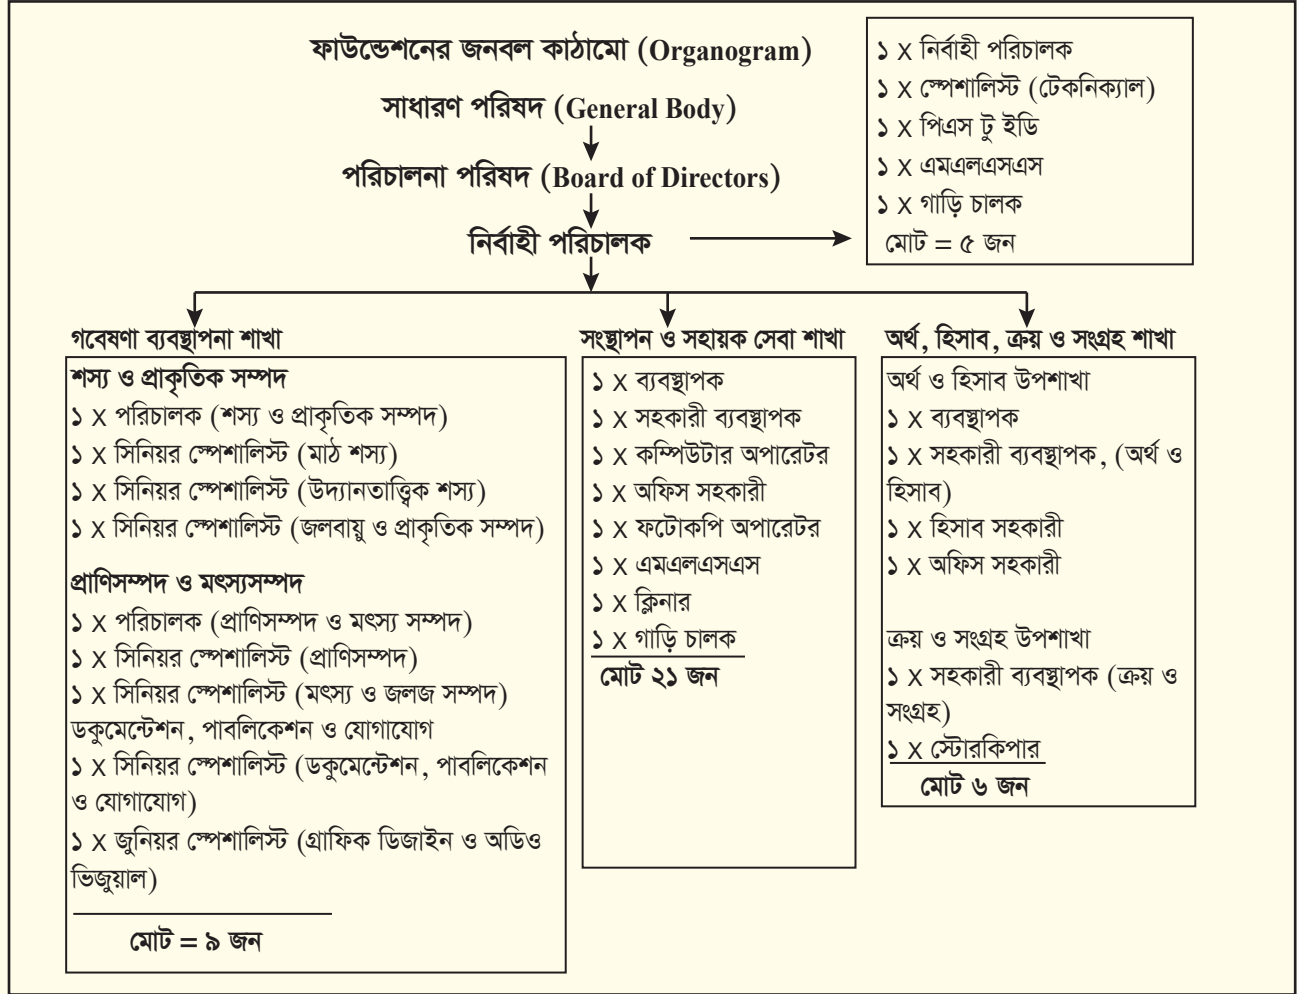 ফাউন্ডেশনের জনবল কাঠামো (Organogram)
সাধারণ পরিষদ (General Body)
পরিচালনা পরিষদ (Board of Directors)
নির্বাহী পরিচালক
১ X নির্বাহী পরিচালক
১ X স্পেশালিস্ট (টেকনিক্যাল)
১ X পিএস টু ইডি
১ X এমএলএসএস
১ X গাড়ি চালক
মোট = ৫ জন
গবেষণা ব্যবস্থাপনা শাখা
শস্য ও প্রাকৃতিক সম্পদ
১ X পরিচালক (শস্য ও প্রাকৃতিক সম্পদ)
১ X সিনিয়র স্পেশালিস্ট (মাঠ শস্য)
১ X সিনিয়র স্পেশালিস্ট (উদ্যানতাত্ত্বিক শস্য)
১ X সিনিয়র স্পেশালিস্ট (জলবায়ু ও প্রাকৃতিক সম্পদ)
প্রাণিসম্পদ ও মৎস্যসম্পদ
১ X পরিচালক (প্রাণিসম্পদ ও মৎস্য সম্পদ)
১ X সিনিয়র স্পেশালিস্ট (প্রাণিসম্পদ)
১ X সিনিয়র স্পেশালিস্ট (মৎস্য ও জলজ সম্পদ)
ডকুমেন্টেশন, পাবলিকেশন ও যোগাযোগ
১ X সিনিয়র স্পেশালিস্ট (ডকুমেন্টেশন, পাবলিকেশন
ও যোগাযোগ)
১ X জুনিয়র স্পেশালিস্ট (গ্রাফিক ডিজাইন ও অডিও
ভিজুয়াল)
মোট = ৯ জন
সংস্থাপন ও সহায়ক সেবা শাখা
১ X ব্যবস্থাপক
১ X সহকারী ব্যবস্থাপক
১ X কম্পিউটার অপারেটর
১ X অফিস সহকারী
১ X ফটোকপি অপারেটর
১ X এমএলএসএস
১ X ক্লিনার
১ X গাড়ি চালক
মোট ২১ জন
অর্থ, হিসাব, ক্রয় ও সংগ্রহ শাখা
অর্থ ও হিসাব উপশাখা
১ X ব্যবস্থাপক
১ X সহকারী ব্যবস্থাপক, (অর্থ ও
হিসাব)
১ X হিসাব সহকারী
১ X অফিস সহকারী
ক্রয় ও সংগ্রহ উপশাখা
১ X সহকারী ব্যবস্থাপক (ক্রয় ও
সংগ্রহ)
১ X স্টোরকিপার
মোট ৬ জন